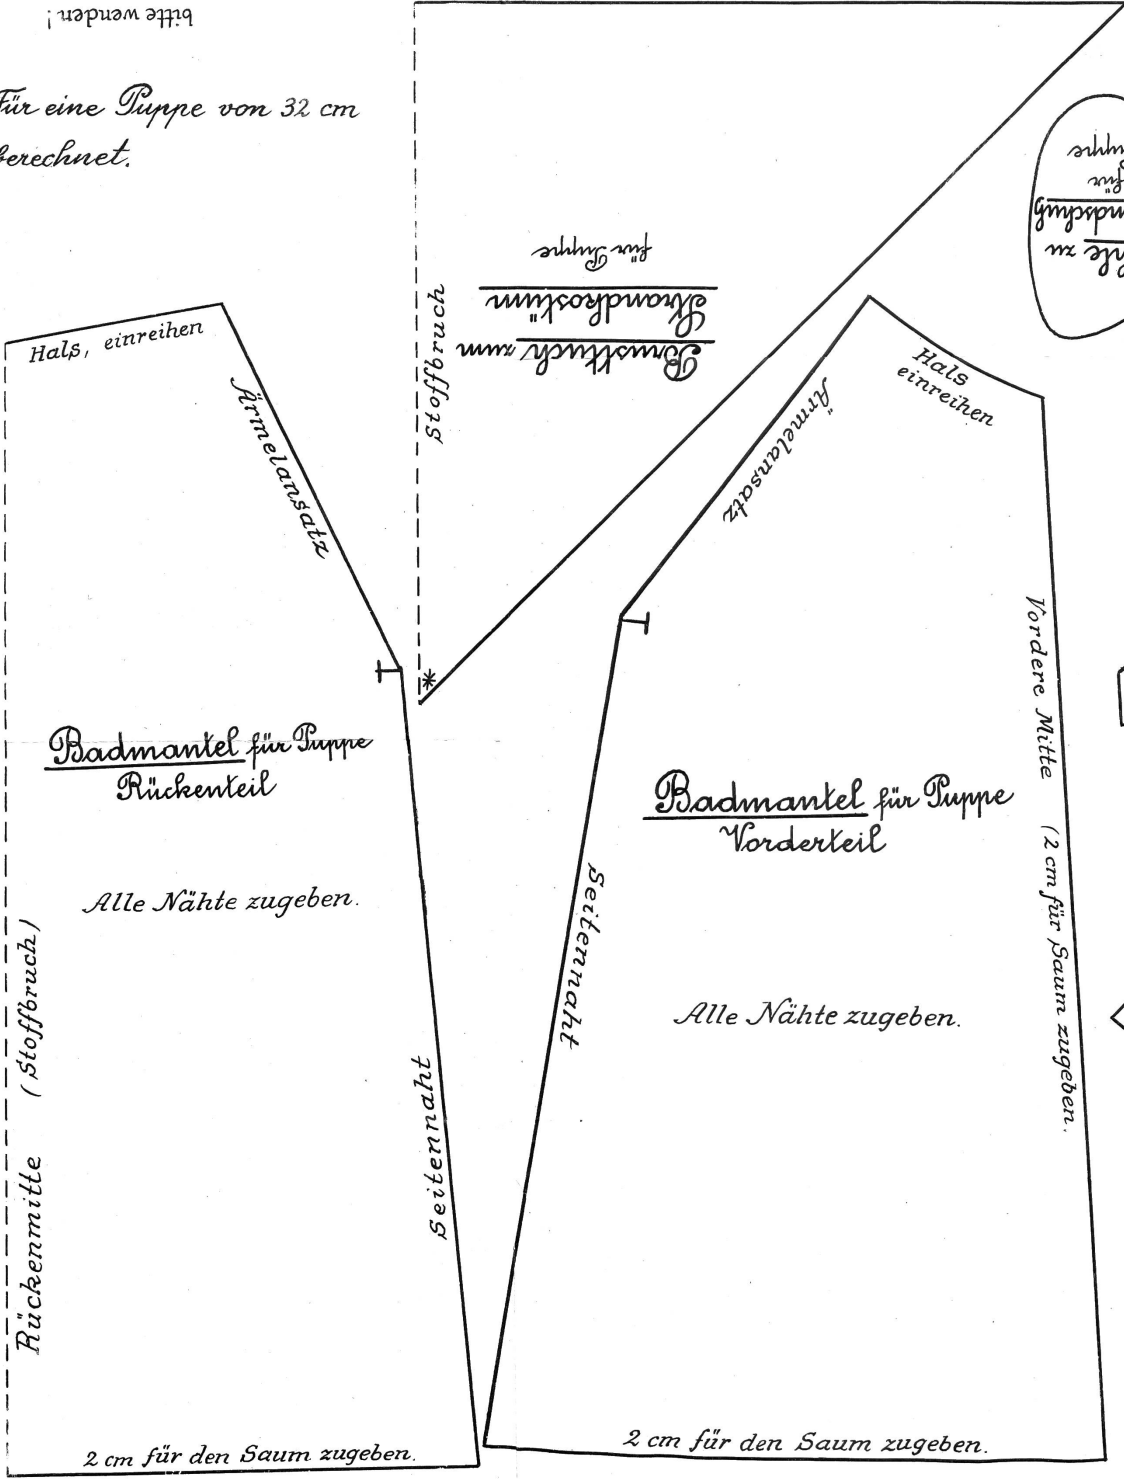 bitte wenden!
Für eine Puppe von 32 cm
berechnet.
Brusttuch zum
Strandkostüm
für Puppe
Stoffbruch
zu
für
Hals, einreihen
Ärmelansatz
Badmantel für Puppe
Rückenteil
Alle Nähte zugeben.
Rückenmitte (Stoffbruch)
Seitennaht
2 cm für den Saum zugeben.
Hals
einreihen
Ärmelansatz
Vordere Mitte (2 cm für Saum zugeben.
Badmantel für Puppe
Vorderteil
Seitennaht
Alle Nähte zugeben.
2 cm für den Saum zugeben.